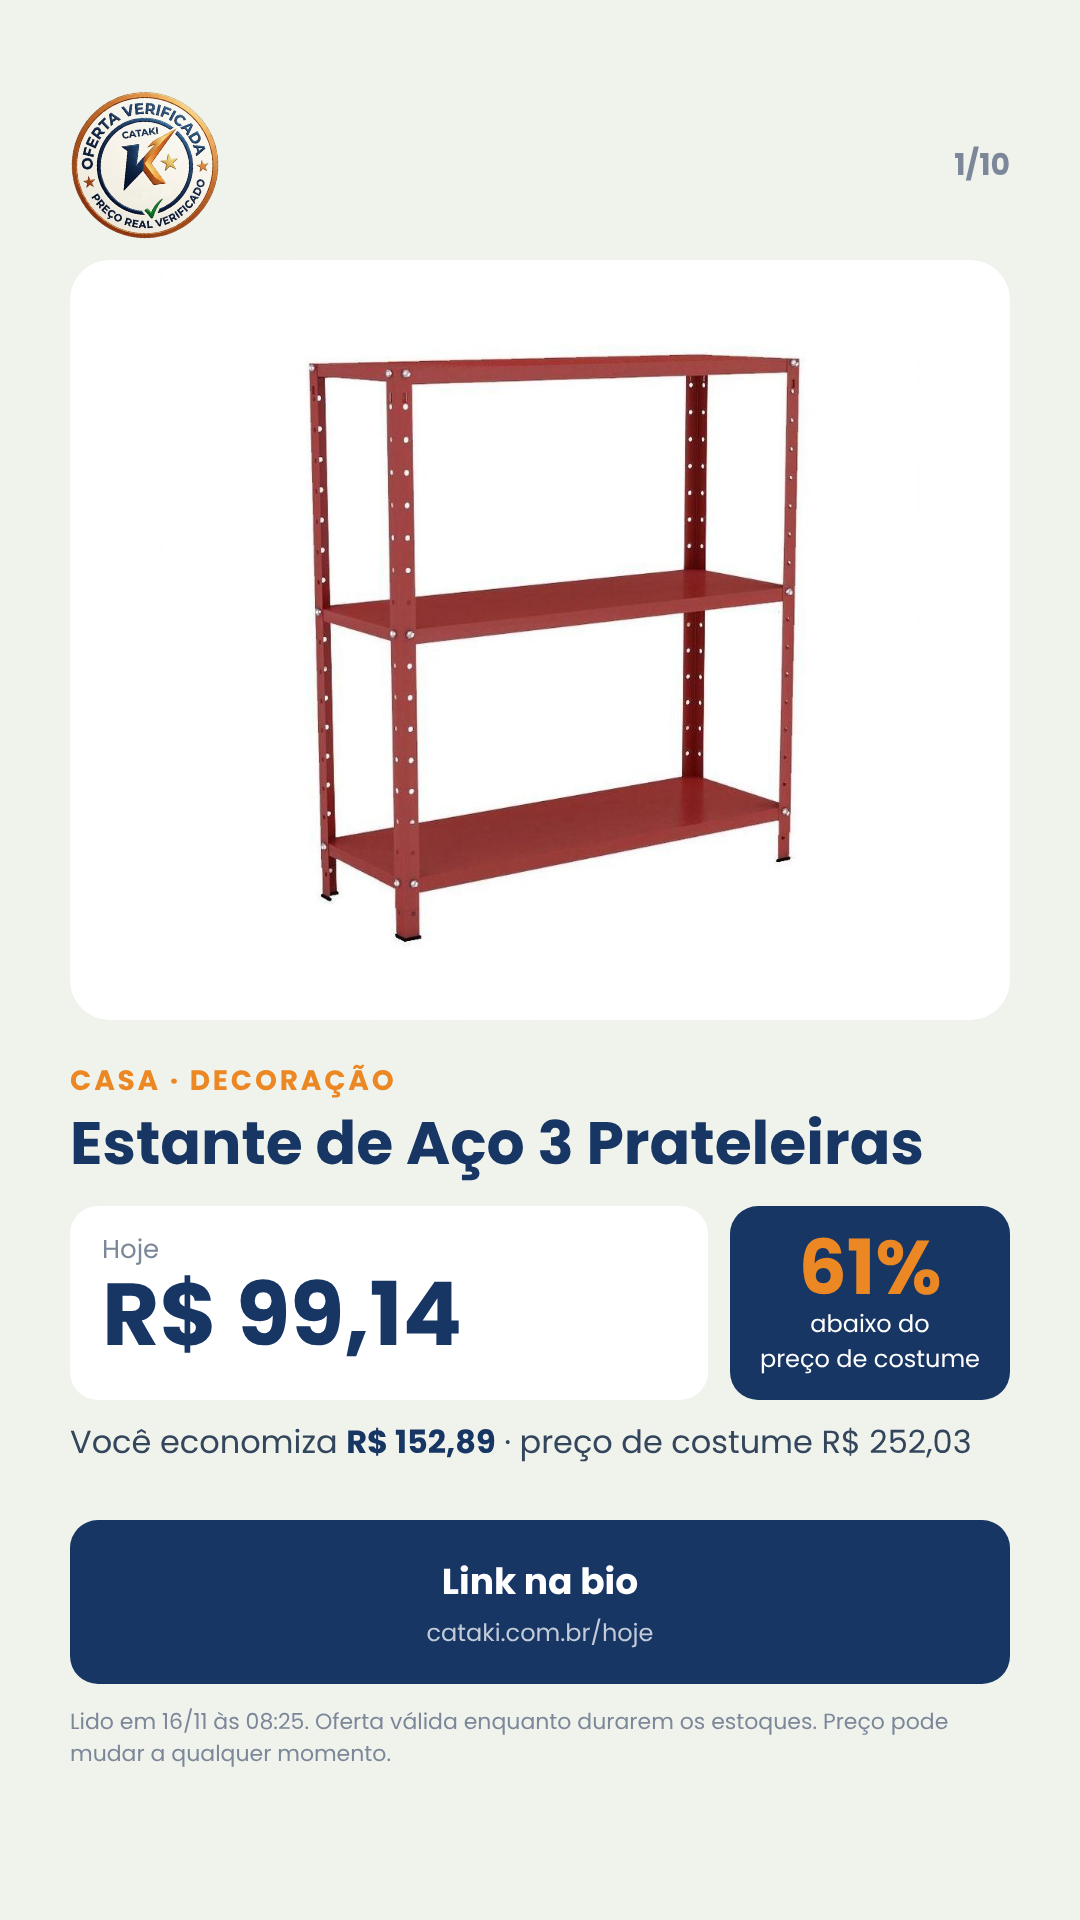 OFERTA VERIFICADA
CATAKI
K
PREÇO REAL VERIFICADO
1/10
CASA · DECORAÇÃO
Estante de Aço 3 Prateleiras
Hoje
R$ 99,14
61%
abaixo do
preço de costume
Você economiza R$ 152,89 · preço de costume R$ 252,03
Link na bio
cataki.com.br/hoje
Lido em 16/11 às 08:25. Oferta válida enquanto durarem os estoques. Preço pode
mudar a qualquer momento.